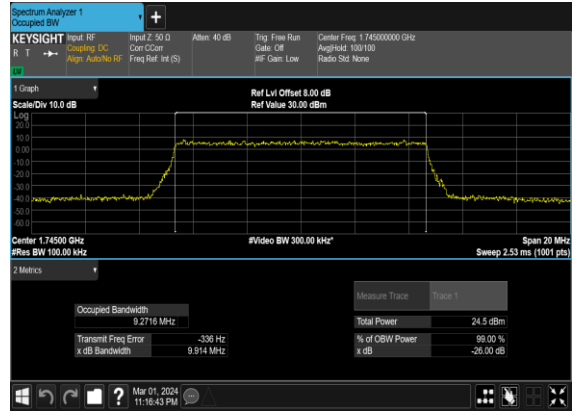 Spectrum Analyzer 1
Occupied BW
KEYSIGHT
R T
LXI
Input: RF
Coupling: DC
Align: Auto/No RF
Input Z: 50 Ω
Corr CCorr
Freq Ref: Int (S)
Atten: 40 dB
Trig: Free Run
Gate: Off
#IF Gain: Low
Center Freq: 1.745000000 GHz
Avg|Hold: 100/100
Radio Std: None
1 Graph
Scale/Div 10.0 dB
Ref Lvl Offset 8.00 dB
Ref Value 30.00 dBm
Log
20.0
10.0
0.00
-10.0
-20.0
-30.0
-40.0
-50.0
-60.0
Center 1.74500 GHz
#Res BW 100.00 kHz
#Video BW 300.00 kHz*
Span 20 MHz
Sweep 2.53 ms (1001 pts)
2 Metrics
Measure Trace
Trace 1
Occupied Bandwidth
9.2716 MHz
Total Power
24.5 dBm
Transmit Freq Error
-336 Hz
% of OBW Power
99.00 %
x dB Bandwidth
9.914 MHz
x dB
-26.00 dB
?
Mar 01, 2024
11:16:43 PM